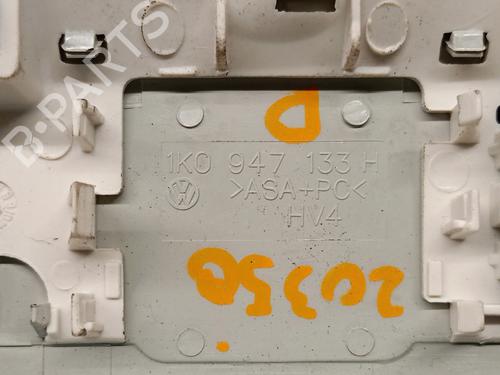 B-PARTS
D
1K0 947 133 H
>ASA+PC<
HV4
20350